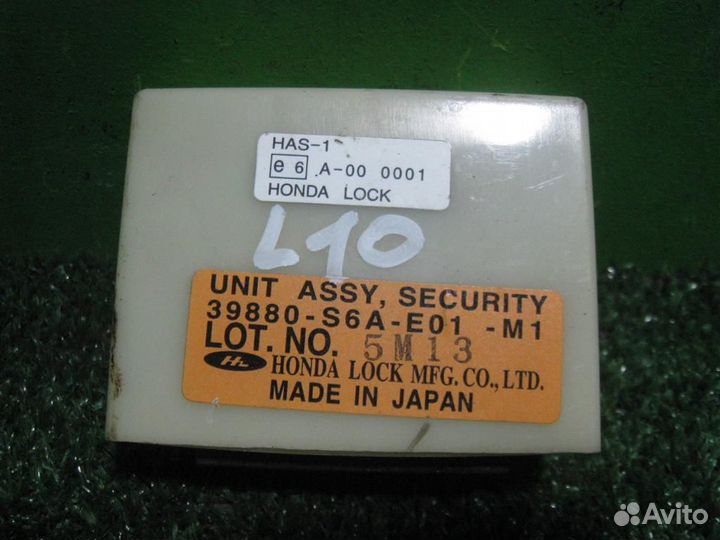 HAS-1
e 6 A-00 0001
HONDA LOCK
L10
UNIT ASSY, SECURITY
39880-S6A-E01 -M1
LOT. NO. 5M13
HL HONDA LOCK MFG. CO., LTD.
MADE IN JAPAN
Avito